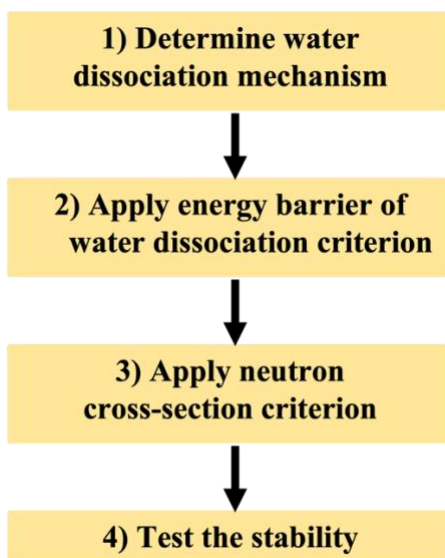 1) Determine water
dissociation mechanism
2) Apply energy barrier of
water dissociation criterion
3) Apply neutron
cross-section criterion
4) Test the stability